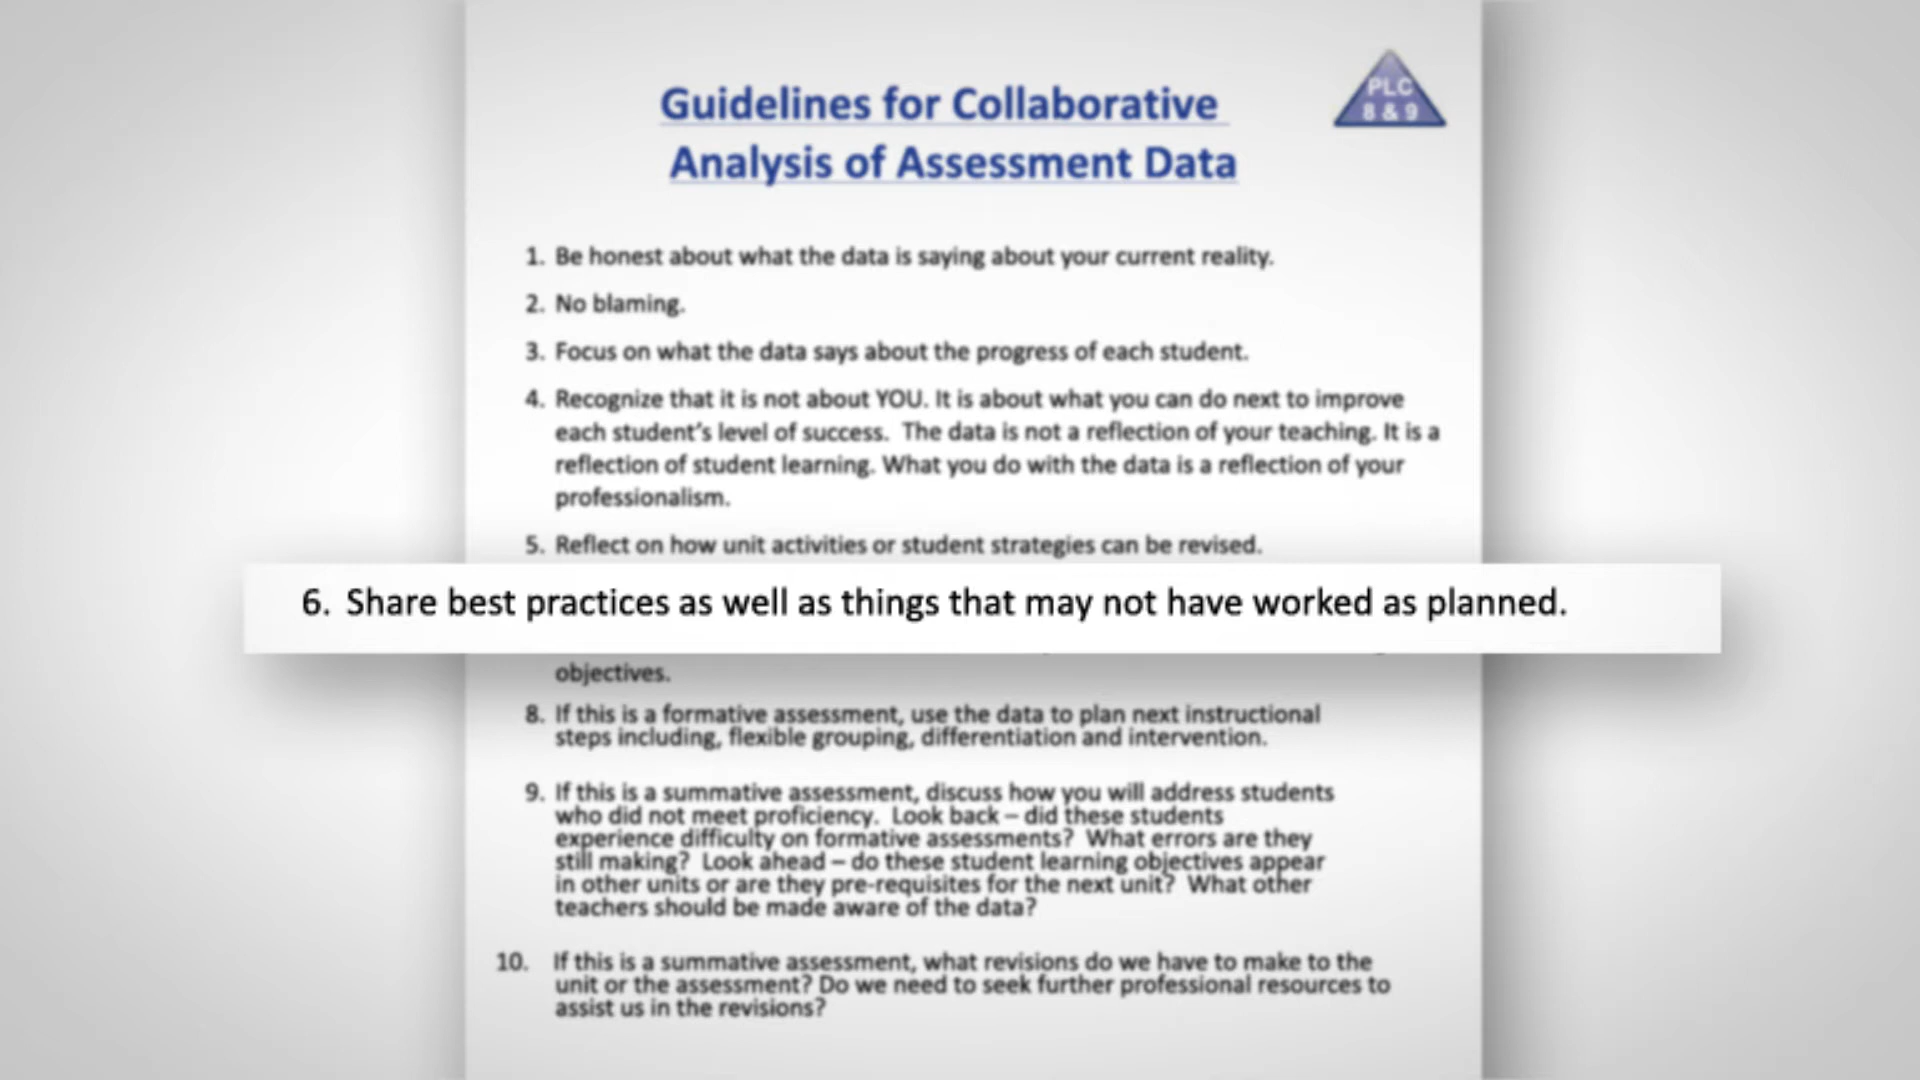 PLC
8 & 9
Guidelines for Collaborative
Analysis of Assessment Data
1. Be honest about what the data is saying about your current reality.
2. No blaming.
3. Focus on what the data says about the progress of each student.
4. Recognize that it is not about YOU. It is about what you can do next to improve
each student's level of success.  The data is not a reflection of your teaching. It is a
reflection of student learning. What you do with the data is a reflection of your
professionalism.
5. Reflect on how unit activities or student strategies can be revised.
6. Share best practices as well as things that may not have worked as planned.
objectives.
8. If this is a formative assessment, use the data to plan next instructional
steps including, flexible grouping, differentiation and intervention.
9. If this is a summative assessment, discuss how you will address students
who did not meet proficiency.  Look back – did these students
experience difficulty on formative assessments?  What errors are they
still making?  Look ahead – do these student learning objectives appear
in other units or are they pre-requisites for the next unit?  What other
teachers should be made aware of the data?
10. If this is a summative assessment, what revisions do we have to make to the
unit or the assessment? Do we need to seek further professional resources to
assist us in the revisions?